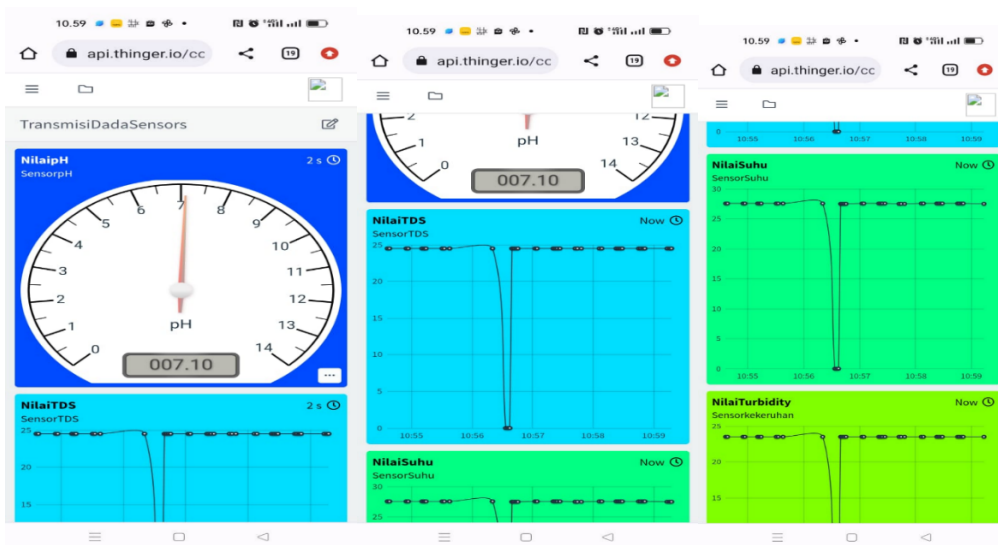 10.59
api.thinger.io/cc
19
TransmisiDadaSensors
NilaipH
2 s
SensorpH
0
1
2
3
4
5
6
7
8
9
10
11
12
13
14
pH
007.10
...
NilaiTDS
2 s
SensorTDS
25
20
15
10.59
api.thinger.io/cc
19
2
12
1
pH
13
0
14
007.10
NilaiTDS
Now
SensorTDS
25
20
15
10
5
0
10:55
10:56
10:57
10:58
10:59
NilaiSuhu
Now
SensorSuhu
30
25
10.59
api.thinger.io/cc
19
0
10:55
10:56
10:57
10:58
10:59
NilaiSuhu
Now
SensorSuhu
30
25
20
15
10
5
0
10:55
10:56
10:57
10:58
10:59
NilaiTurbidity
Now
Sensorkekeruhan
25
20
15